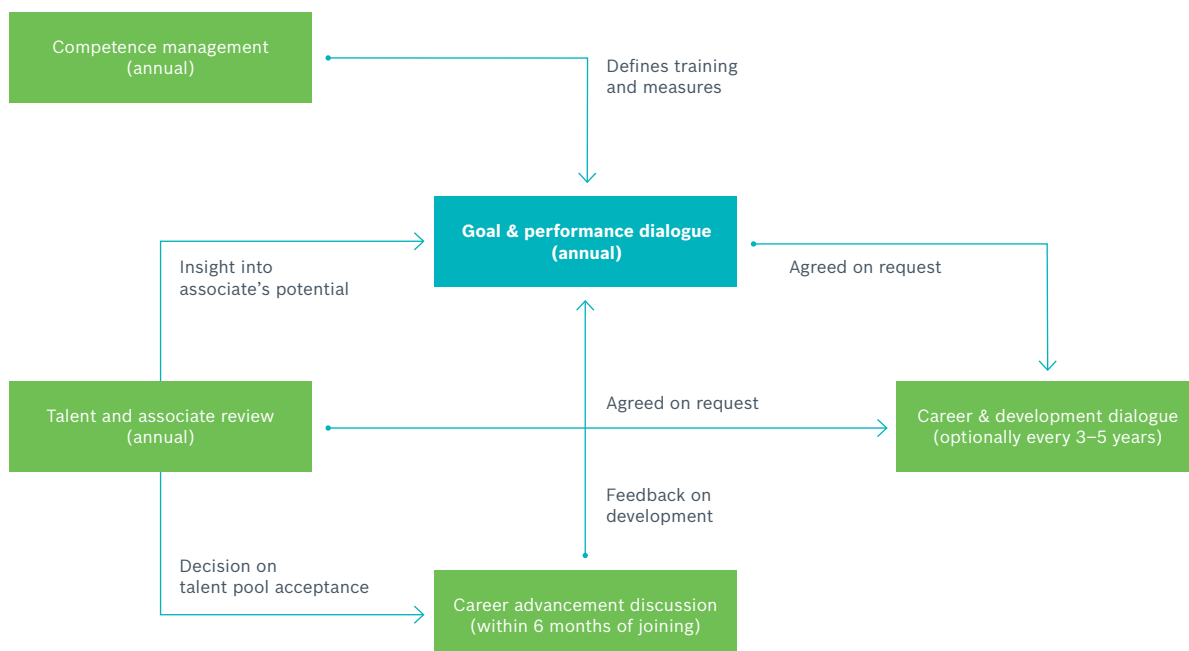 Competence management
(annual)
Defines training
and measures
Goal & performance dialogue
(annual)
Insight into
associate’s potential
Agreed on request
Talent and associate review
(annual)
Agreed on request
Career & development dialogue
(optionally every 3–5 years)
Feedback on
development
Decision on
talent pool acceptance
Career advancement discussion
(within 6 months of joining)